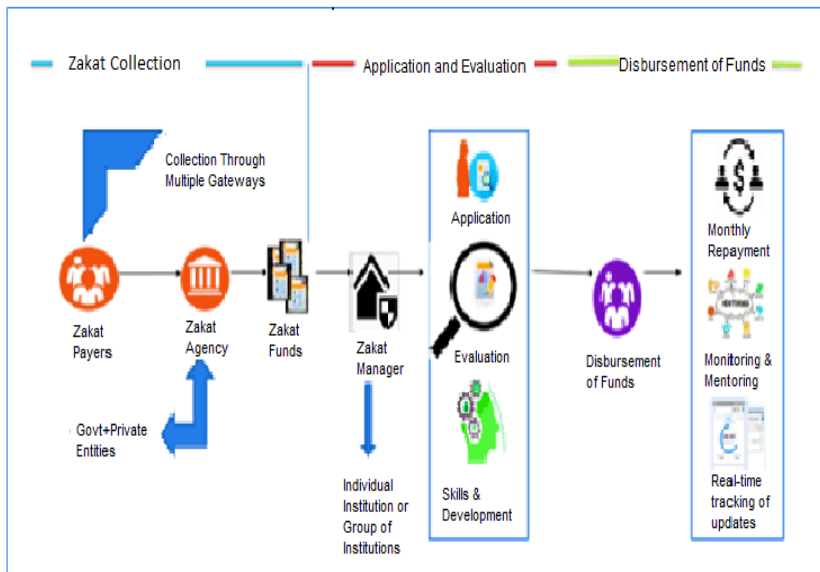 Zakat Collection
Application and Evaluation
Disbursement of Funds
Collection Through
Multiple Gateways
Zakat
Payers
Zakat
Agency
Zakat
Funds
Zakat
Manager
Govt+Private
Entities
Individual
Institution or
Group of
Institutions
Application
Evaluation
Skills &
Development
Disbursement
of Funds
Monthly
Repayment
MENTORING
Monitoring &
Mentoring
Real-time
tracking of
updates